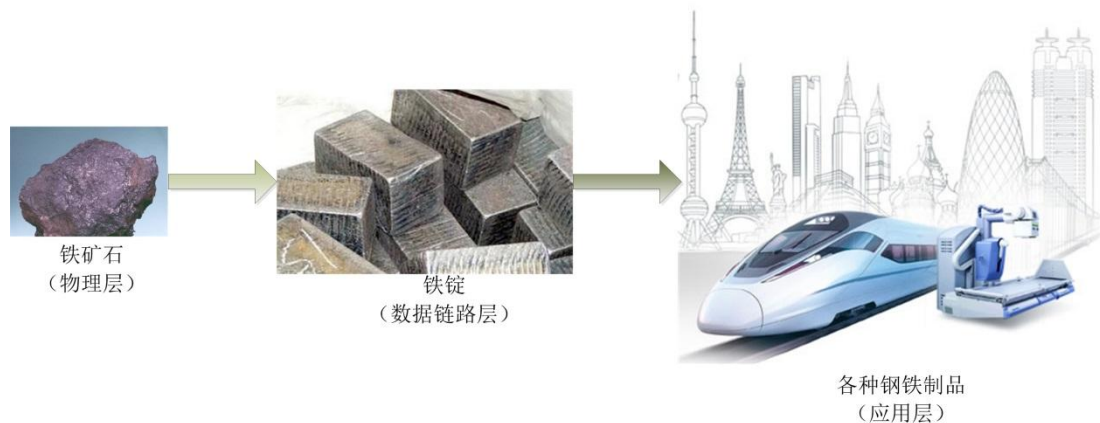 铁矿石
（物理层）
铁锭
（数据链路层）
各种钢铁制品
（应用层）